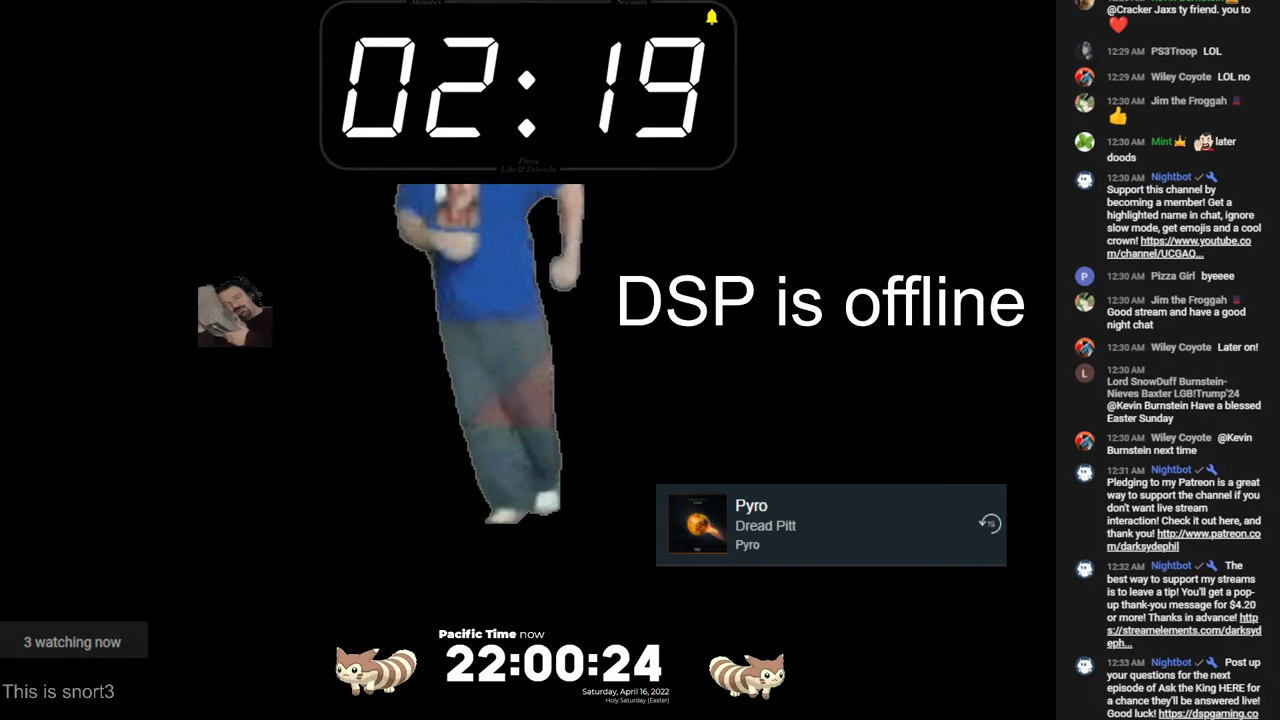 Minutes
Seconds
02:19
Please
Like & Subscribe
DSP is offline
Pyro
Dread Pitt
Pyro
15
3 watching now
This is snort3
Pacific Time now
22:00:24
Saturday, April 16, 2022
Holy Saturday (Easter)
@Cracker Jaxs ty friend. you to
12:29 AM PS3Troop LOL
12:29 AM Wiley Coyote LOL no
12:30 AM Jim the Froggah
12:30 AM Mint later
doods
12:30 AM Nightbot
Support this channel by
becoming a member! Get a
highlighted name in chat, ignore
slow mode, get emojis and a cool
crown! https://www.youtube.co
m/channel/UCGAQ...
P
12:30 AM Pizza Girl byeeee
12:30 AM Jim the Froggah
Good stream and have a good
night chat
12:30 AM Wiley Coyote Later on!
L
12:30 AM
Lord SnowDuff Burnstein-
Nieves Baxter LGB!Trump'24
@Kevin Burnstein Have a blessed
Easter Sunday
12:30 AM Wiley Coyote @Kevin
Burnstein next time
12:31 AM Nightbot
Pledging to my Patreon is a great
way to support the channel if you
don't want live stream
interaction! Check it out here, and
thank you! http://www.patreon.co
m/darksydephil
12:32 AM Nightbot The
best way to support my streams
is to leave a tip! You'll get a pop-
up thank-you message for $4.20
or more! Thanks in advance! http
s://streamelements.com/darksyd
eph...
12:33 AM Nightbot Post up
your questions for the next
episode of Ask the King HERE for
a chance they'll be answered live!
Good luck! https://dspgaming.co